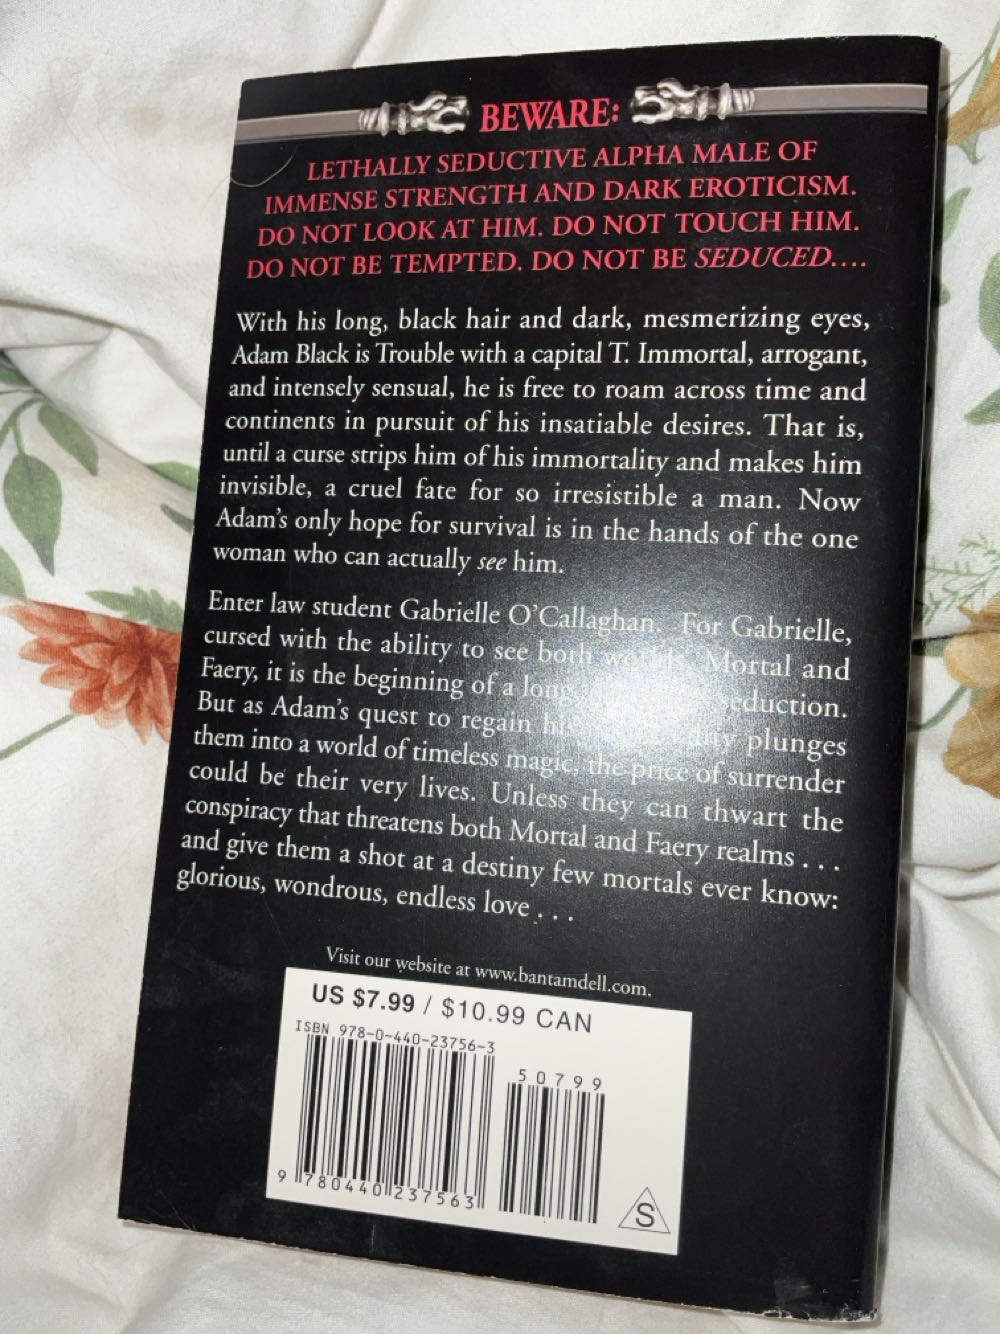 BEWARE:
LETHALLY SEDUCTIVE ALPHA MALE OF
IMMENSE STRENGTH AND DARK EROTICISM.
DO NOT LOOK AT HIM. DO NOT TOUCH HIM.
DO NOT BE TEMPTED. DO NOT BE SEDUCED....
With his long, black hair and dark, mesmerizing eyes,
Adam Black is Trouble with a capital T. Immortal, arrogant,
and intensely sensual, he is free to roam across time and
continents in pursuit of his insatiable desires. That is,
until a curse strips him of his immortality and makes him
invisible, a cruel fate for so irresistible a man. Now
Adam's only hope for survival is in the hands of the one
woman who can actually see him.
Enter law student Gabrielle O'Callaghan. For Gabrielle,
cursed with the ability to see both worlds, Mortal and
Faery, it is the beginning of a long seduction.
But as Adam's quest to regain his plunges
them into a world of timeless magic, the price of surrender
could be their very lives. Unless they can thwart the
conspiracy that threatens both Mortal and Faery realms . . .
and give them a shot at a destiny few mortals ever know:
glorious, wondrous, endless love . . .
Visit our website at www.bantamdell.com.
US $7.99 / $10.99 CAN
ISBN 978-0-440-23756-3
50799
9 780440 237563
S